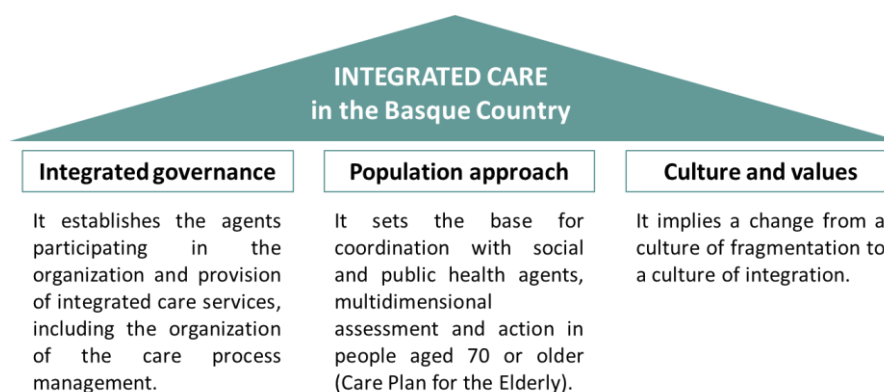 INTEGRATED CARE
in the Basque Country
Integrated governance
It establishes the agents
participating in the
organization and provision
of integrated care services,
including the organization
of the care process
management.
Population approach
It sets the base for
coordination with social
and public health agents,
multidimensional
assessment and action in
people aged 70 or older
(Care Plan for the Elderly).
Culture and values
It implies a change from a
culture of fragmentation to
a culture of integration.